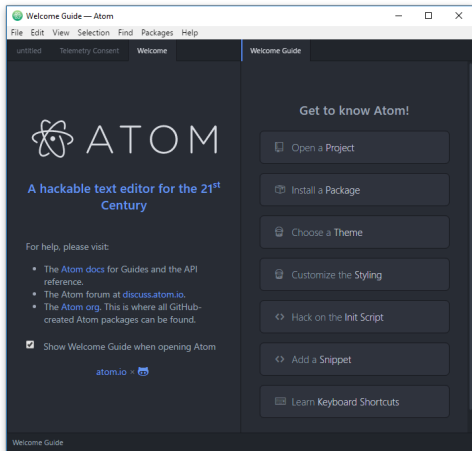 Welcome Guide — Atom
File Edit View Selection Find Packages Help
untitled Telemetry Consent Welcome
Welcome Guide
ATOM
A hackable text editor for the 21st
Century
For help, please visit:
The Atom docs for Guides and the API
reference.
The Atom forum at discuss.atom.io.
The Atom org. This is where all GitHub-
created Atom packages can be found.
Show Welcome Guide when opening Atom
atom.io ×
Get to know Atom!
Open a Project
Install a Package
Choose a Theme
Customize the Styling
Hack on the Init Script
Add a Snippet
Learn Keyboard Shortcuts
Welcome Guide